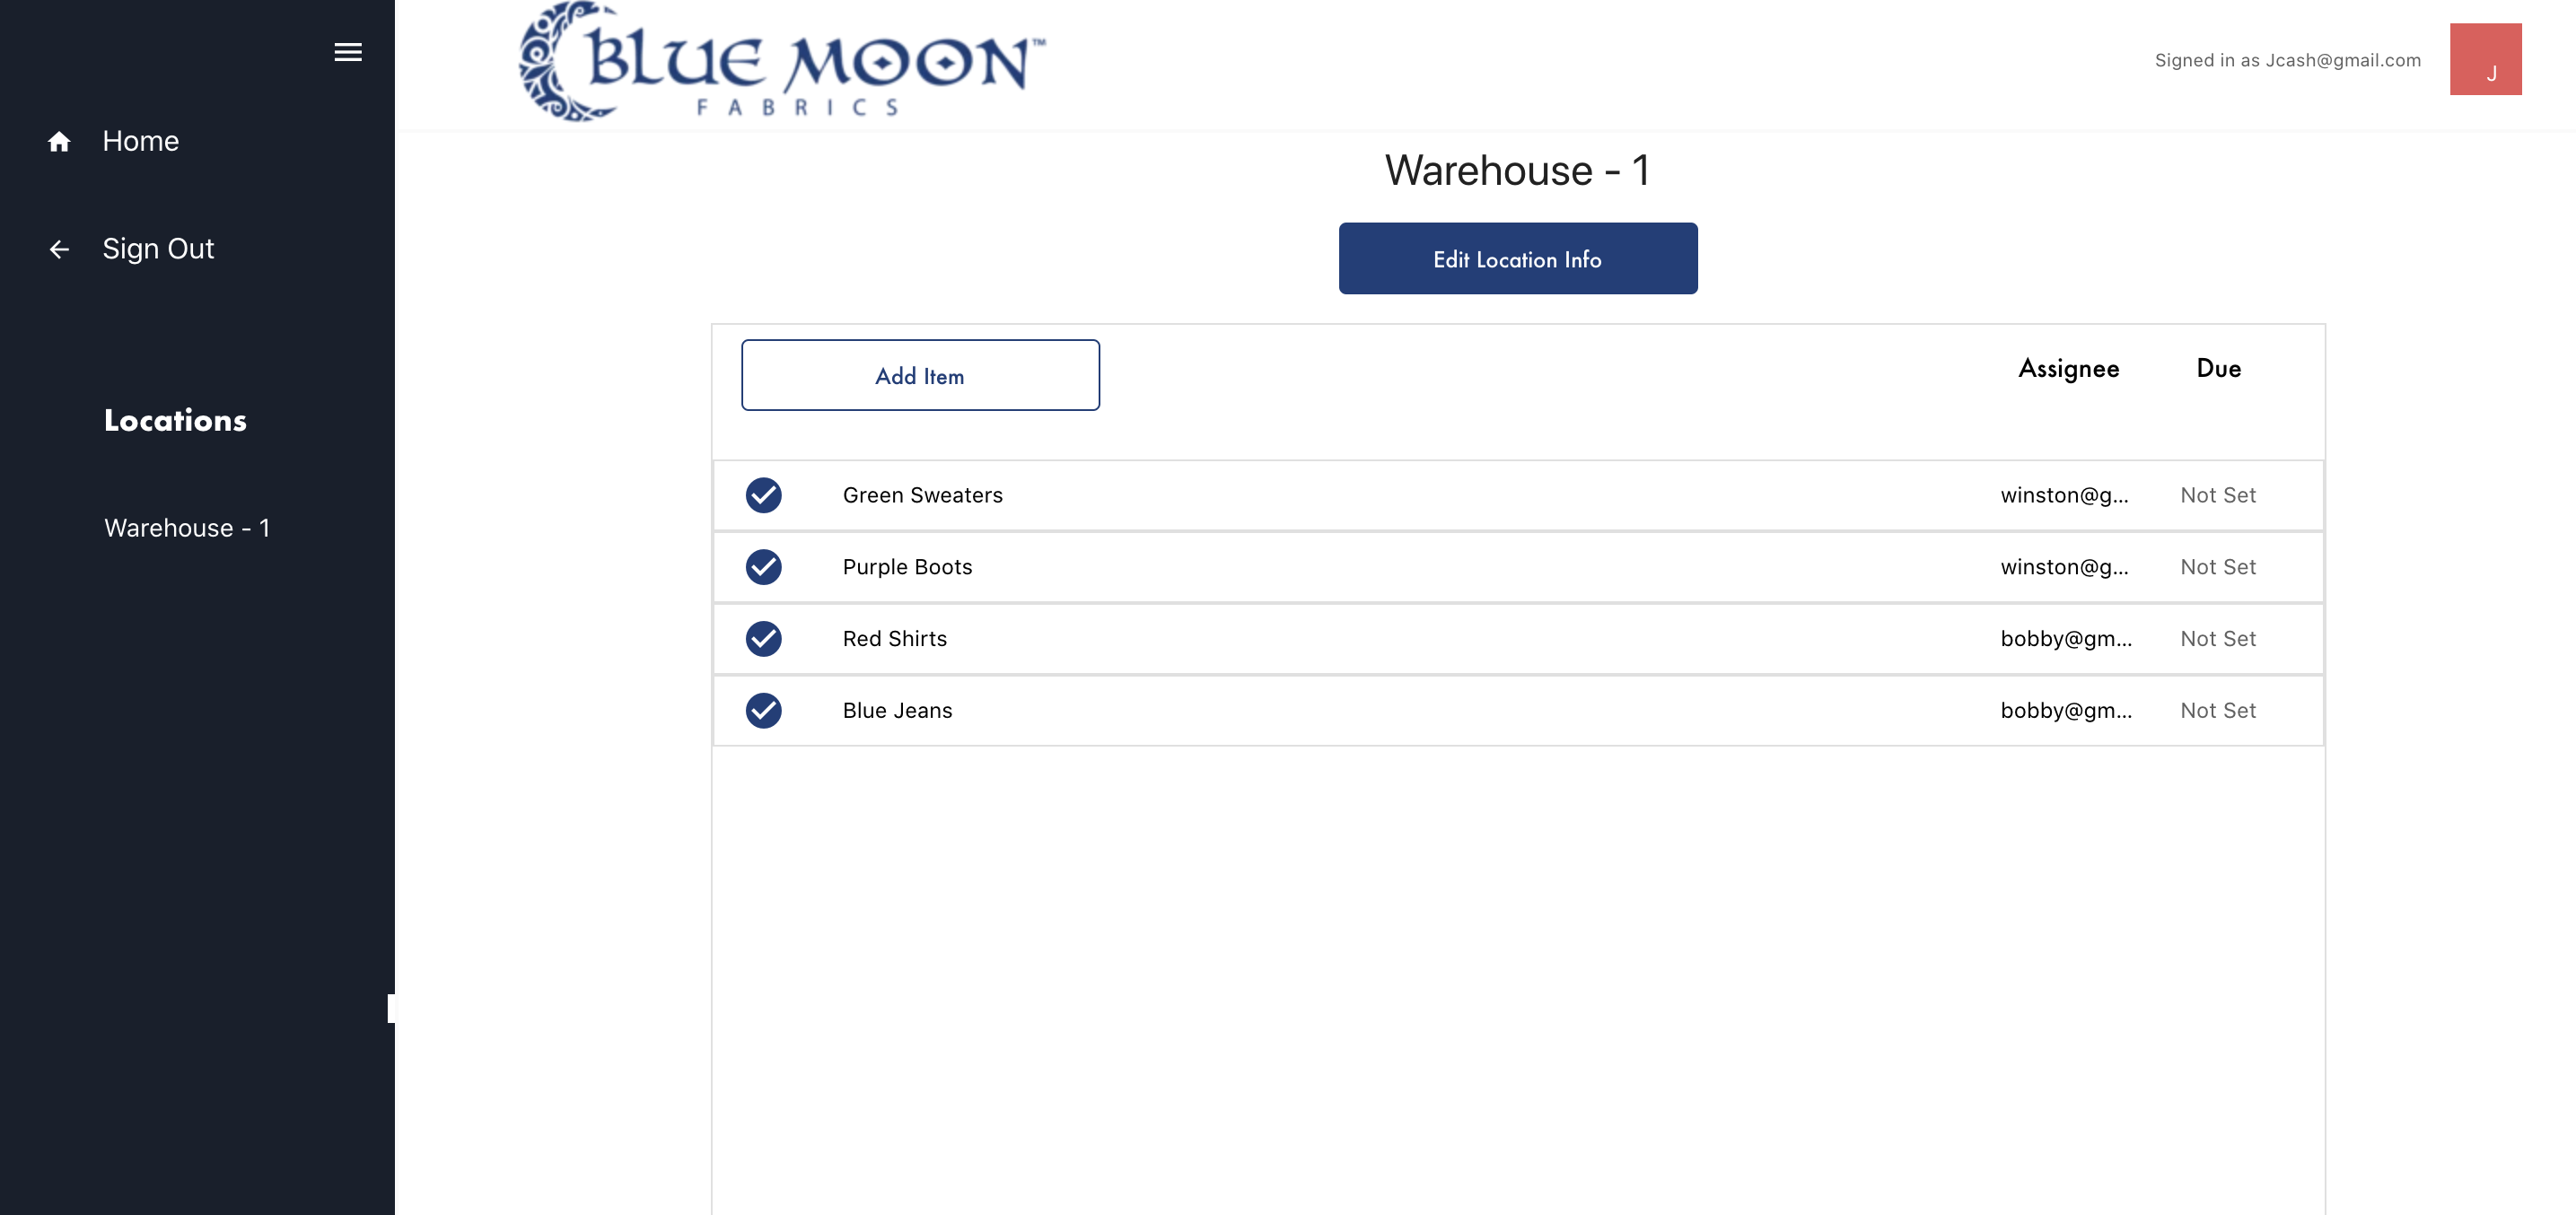 BLUE MOON™
FABRICS
Signed in as Jcash@gmail.com
J
Home
Sign Out
Locations
Warehouse - 1
Warehouse - 1
Edit Location Info
Add Item
Assignee
Due
Green Sweaters
winston@g...
Not Set
Purple Boots
winston@g...
Not Set
Red Shirts
bobby@gm...
Not Set
Blue Jeans
bobby@gm...
Not Set